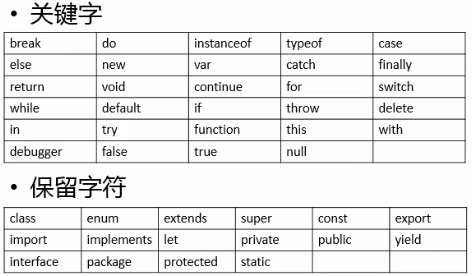 • 关键字
break do instanceof typeof case
else new var catch finally
return void continue for switch
while default if throw delete
in try function this with
debugger false true null
• 保留字符
class enum extends super const export
import implements let private public yield
interface package protected static